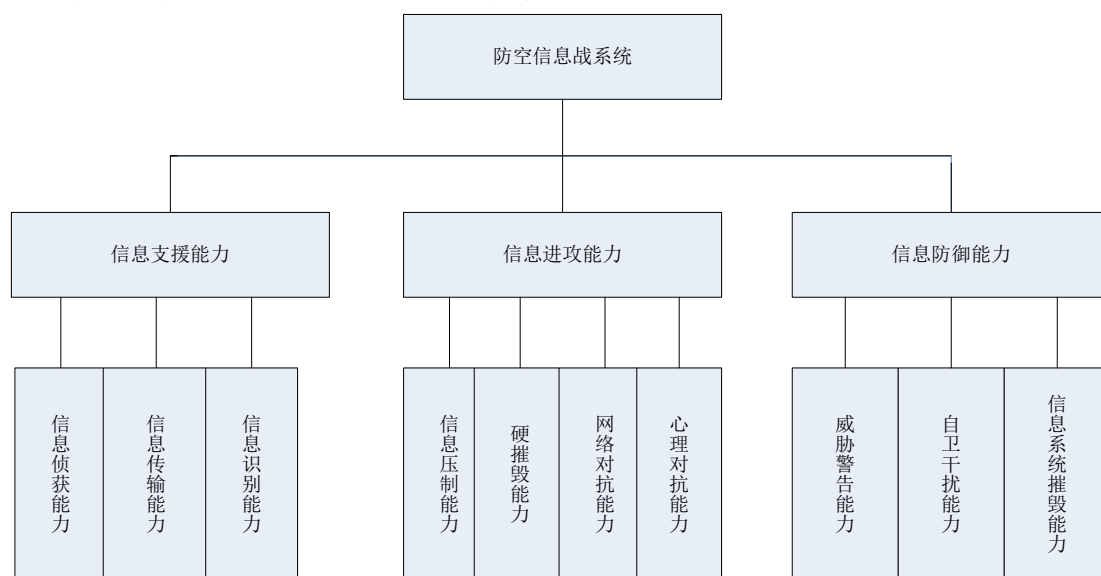 防空信息战系统
信息支援能力
信息进攻能力
信息防御能力
信息侦获能力
信息传输能力
信息识别能力
信息压制能力
硬摧毁能力
网络对抗能力
心理对抗能力
威胁警告能力
自卫干扰能力
信息系统摧毁能力